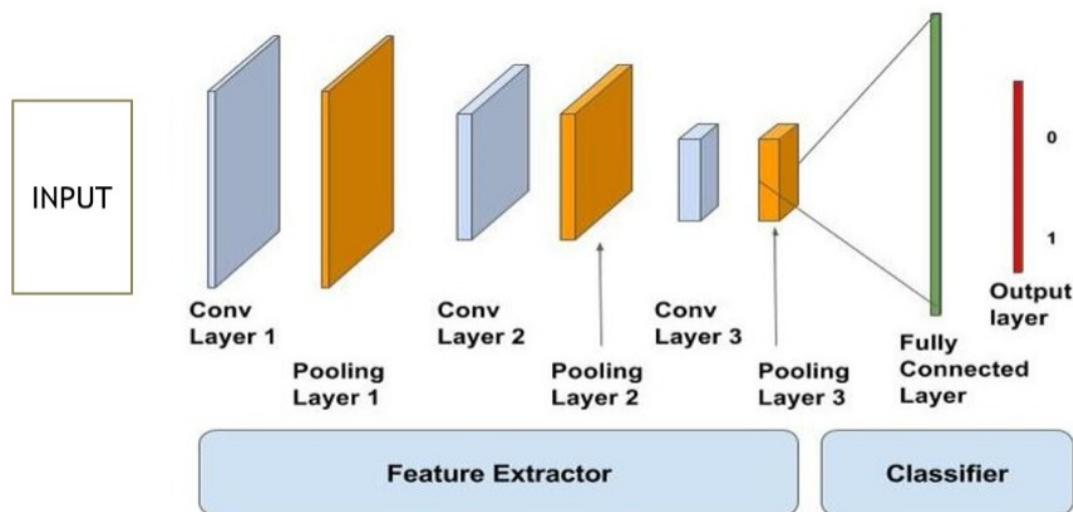 INPUT
Conv
Layer 1
Pooling
Layer 1
Conv
Layer 2
Pooling
Layer 2
Conv
Layer 3
Pooling
Layer 3
Fully
Connected
Layer
0
1
Output
layer
Feature Extractor
Classifier